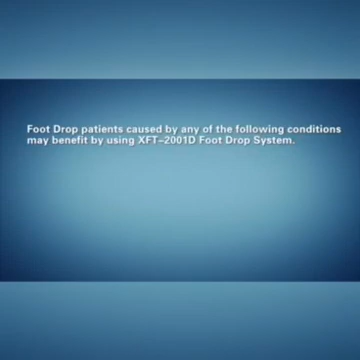 Foot Drop patients caused by any of the following conditions
may benefit by using XFT-2001D Foot Drop System.